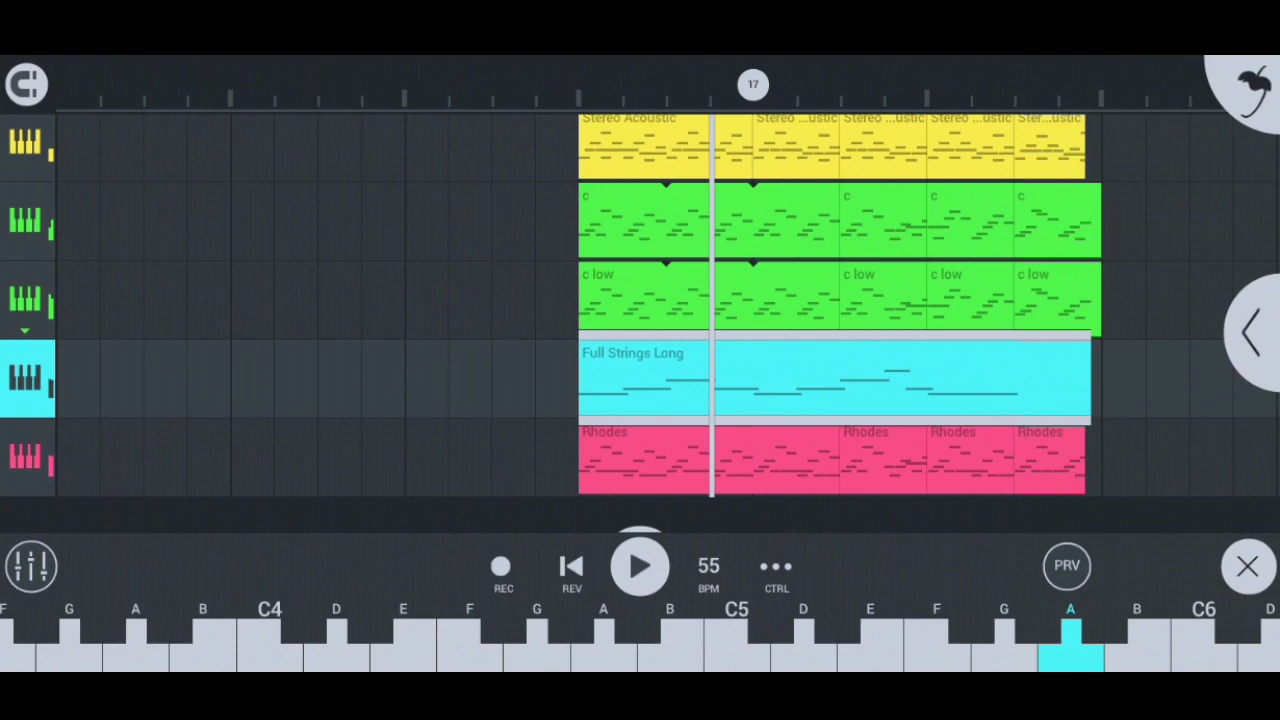 17
Stereo Acoustic Stereo ...ustic Stereo ...ustic Stereo ...ustic Ster...ustic
c c c c
c low c low c low c low
Full Strings Long
Rhodes Rhodes Rhodes Rhodes
55 PRV
REC REV BPM CTRL
F G A B C4 D E F G A B C5 D E F G A B C6 D